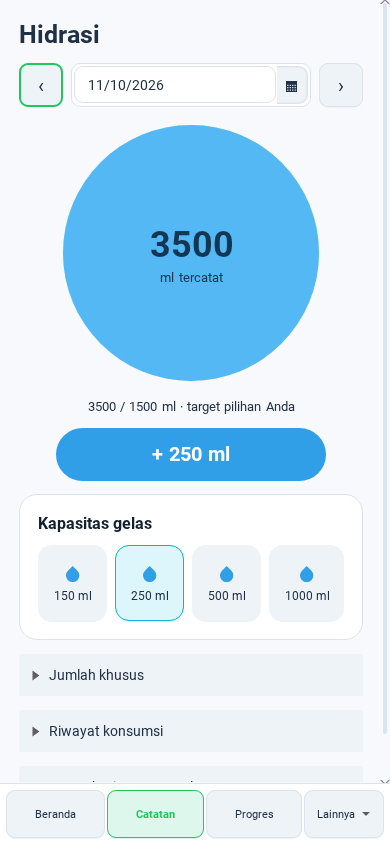 Hidrasi
‹ 11/10/2026 ›
3500
ml tercatat
3500 / 1500 ml · target pilihan Anda
+ 250 ml
Kapasitas gelas
150 ml 250 ml 500 ml 1000 ml
Jumlah khusus
Riwayat konsumsi
Beranda Catatan Progres Lainnya